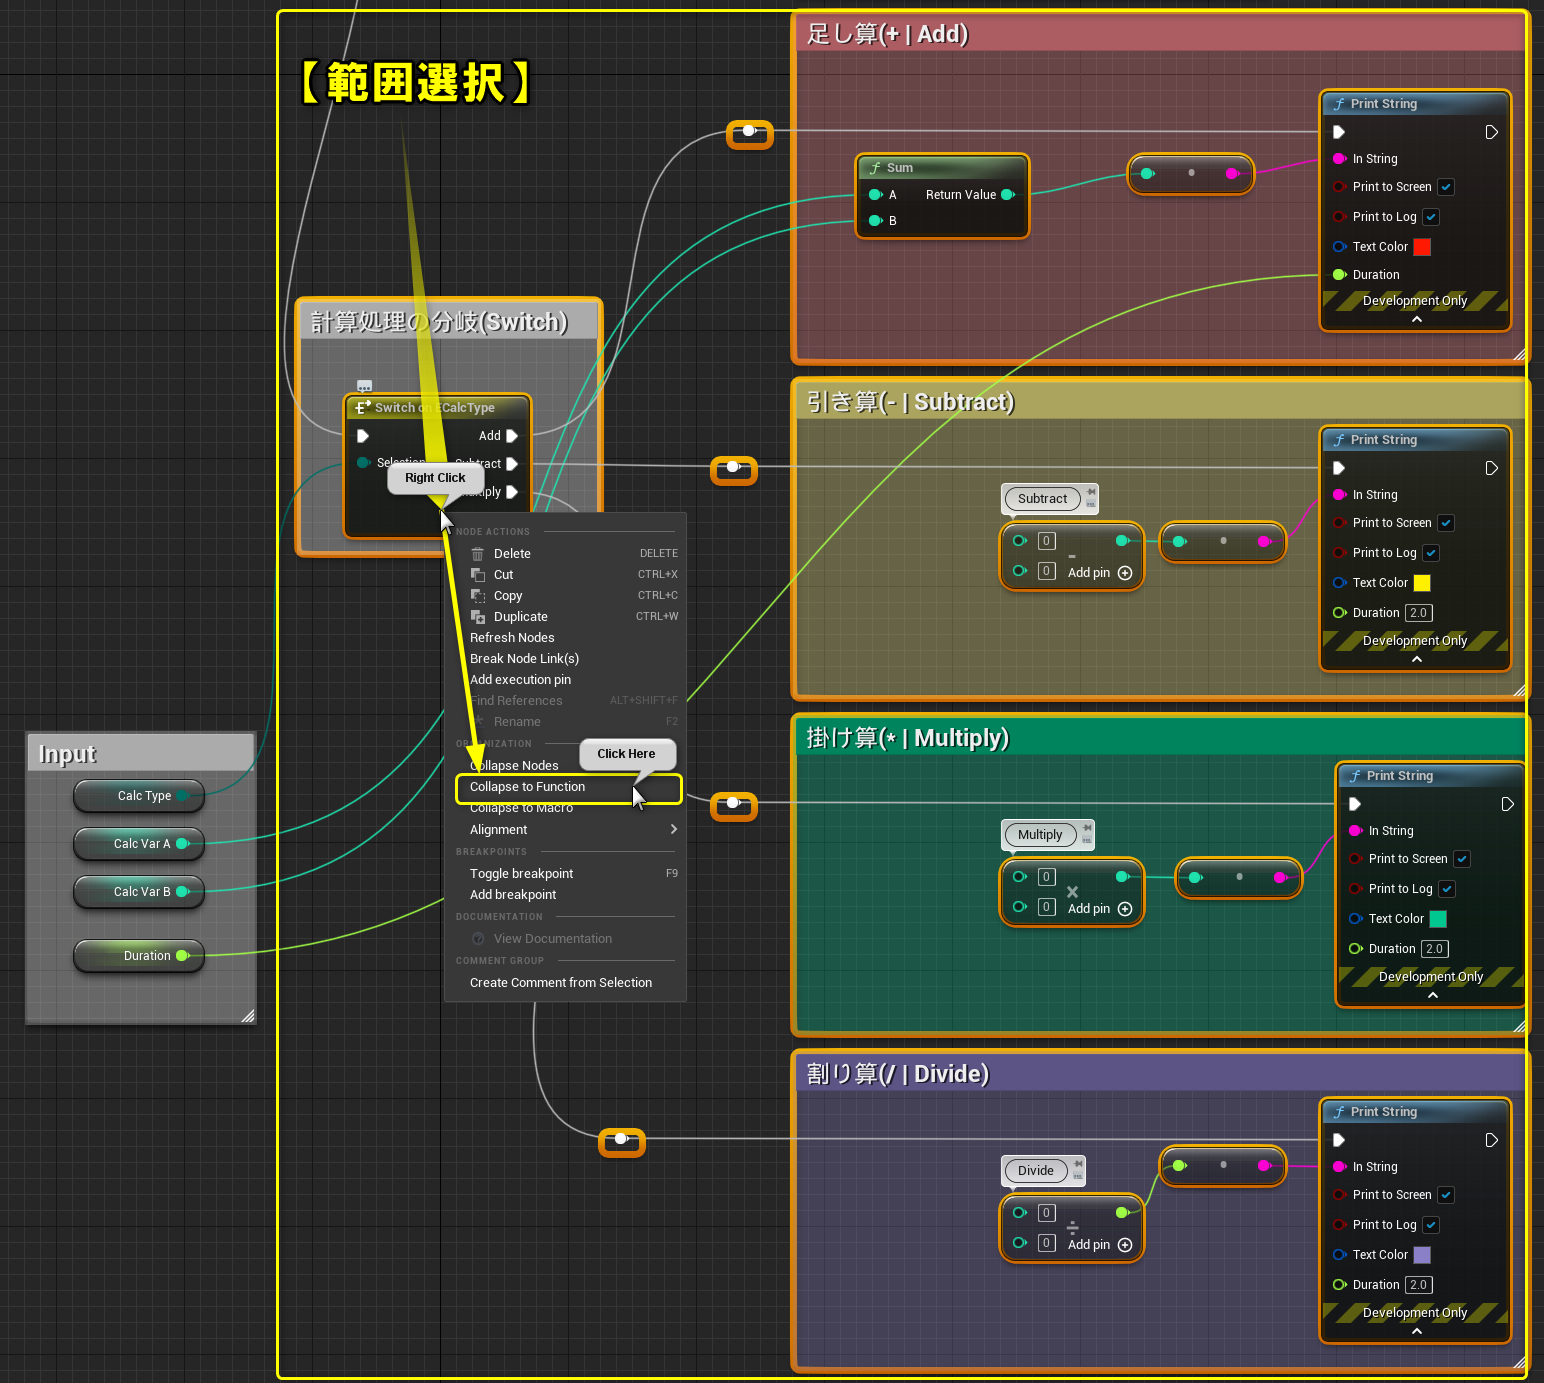 【範囲選択】
足し算(+ | Add)
Print String
In String
Print to Screen
Print to Log
Text Color
Duration
Development Only
Sum
A
Return Value
B
計算処理の分岐(Switch)
Switch on ECalcType
Add
Right Click
NODE ACTIONS
Delete DELETE
Cut CTRL+X
Copy CTRL+C
Duplicate CTRL+W
Refresh Nodes
Break Node Link(s)
Add execution pin
Find References ALT+SHIFT+F
Rename F2
ORGANIZATION
Collapse Nodes
Click Here
Collapse to Function
Collapse to Macro
Alignment
BREAKPOINTS
Toggle breakpoint F9
Add breakpoint
DOCUMENTATION
View Documentation
COMMENT GROUP
Create Comment from Selection
Input
Calc Type
Calc Var A
Calc Var B
Duration
引き算(- | Subtract)
Subtract
0
0
-
Add pin
Print String
In String
Print to Screen
Print to Log
Text Color
Duration 2.0
Development Only
掛け算(* | Multiply)
Multiply
0
0
×
Add pin
Print String
In String
Print to Screen
Print to Log
Text Color
Duration 2.0
Development Only
割り算(/ | Divide)
Divide
0
0
÷
Add pin
Print String
In String
Print to Screen
Print to Log
Text Color
Duration 2.0
Development Only